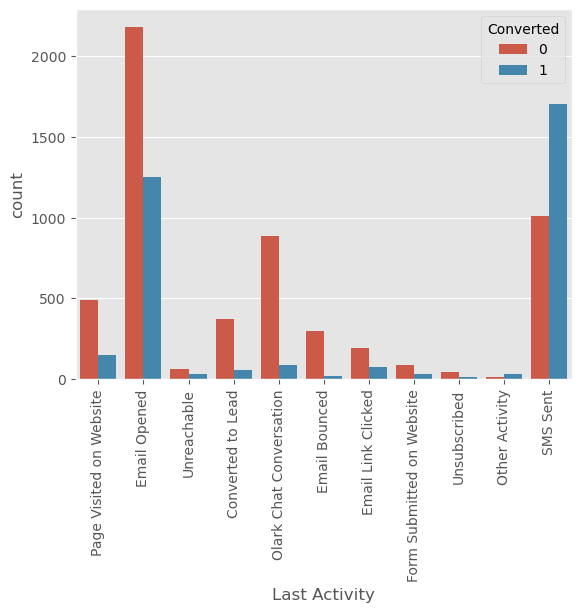 Converted
0
1
2000
1500
1000
500
0
count
Page Visited on Website
Email Opened
Unreachable
Converted to Lead
Olark Chat Conversation
Email Bounced
Email Link Clicked
Form Submitted on Website
Unsubscribed
Other Activity
SMS Sent
Last Activity